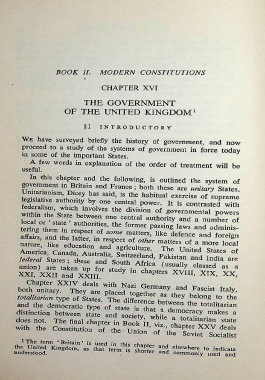 BOOK II. MODERN CONSTITUTIONS
CHAPTER XVI
THE GOVERNMENT
OF THE UNITED KINGDOM¹
§1 INTRODUCTORY
WE have surveyed briefly the history of government, and now
proceed to a study of the systems of government in force today
in some of the important States.
A few words in explanation of the order of treatment will be
useful.
In this chapter and the following, is outlined the system of
government in Britain and France; both these are unitary States.
Unitarianism, Dicey has said, is the habitual exercise of supreme
legislative authority by one central power. It is contrasted with
federalism, which involves the division of governmental powers
within the State between one central authority and a number of
local or 'state' authorities, the former passing laws and adminis-
tering them in respect of some matters, like defence and foreign
affairs, and the latter, in respect of other matters of a more local
nature, like education and agriculture. The United States of
America, Canada, Australia, Switzerland, Pakistan and India are
federal States; these and South Africa (usually classed as a
union) are taken up for study in chapters XVIII, XIX, XX,
XXI, XXII and XXIII.
Chapter XXIV deals with Nazi Germany and Fascist Italy,
both unitary. They are placed together as they belong to the
totalitarian type of States. The difference between the totalitarian
and the democratic type of state is that a democracy makes a
distinction between state and society, while a totalitarian state
does not. The final chapter in Book II, viz., chapter XXV deals
with the Constitution of the Union of the Soviet Socialist
¹ The term 'Britain' is used in this chapter and elsewhere to indicate
the United Kingdom, as that term is shorter and commonly used and
understood.